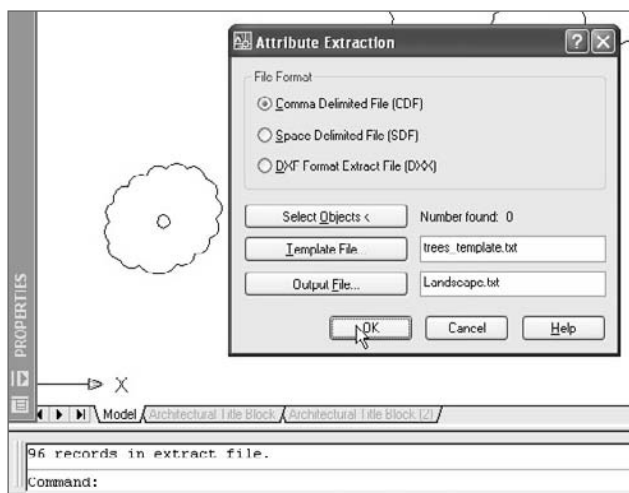 Attribute Extraction
File Format
Comma Delimited File (CDF)
Space Delimited File (SDF)
DXF Format Extract File (DXX)
Select Objects < Number found: 0
Template File... trees_template.txt
Output File... Landscape.txt
OK Cancel Help
PROPERTIES
X
Model Architectural Title Block Architectural Title Block (2)
96 records in extract file.
Command: